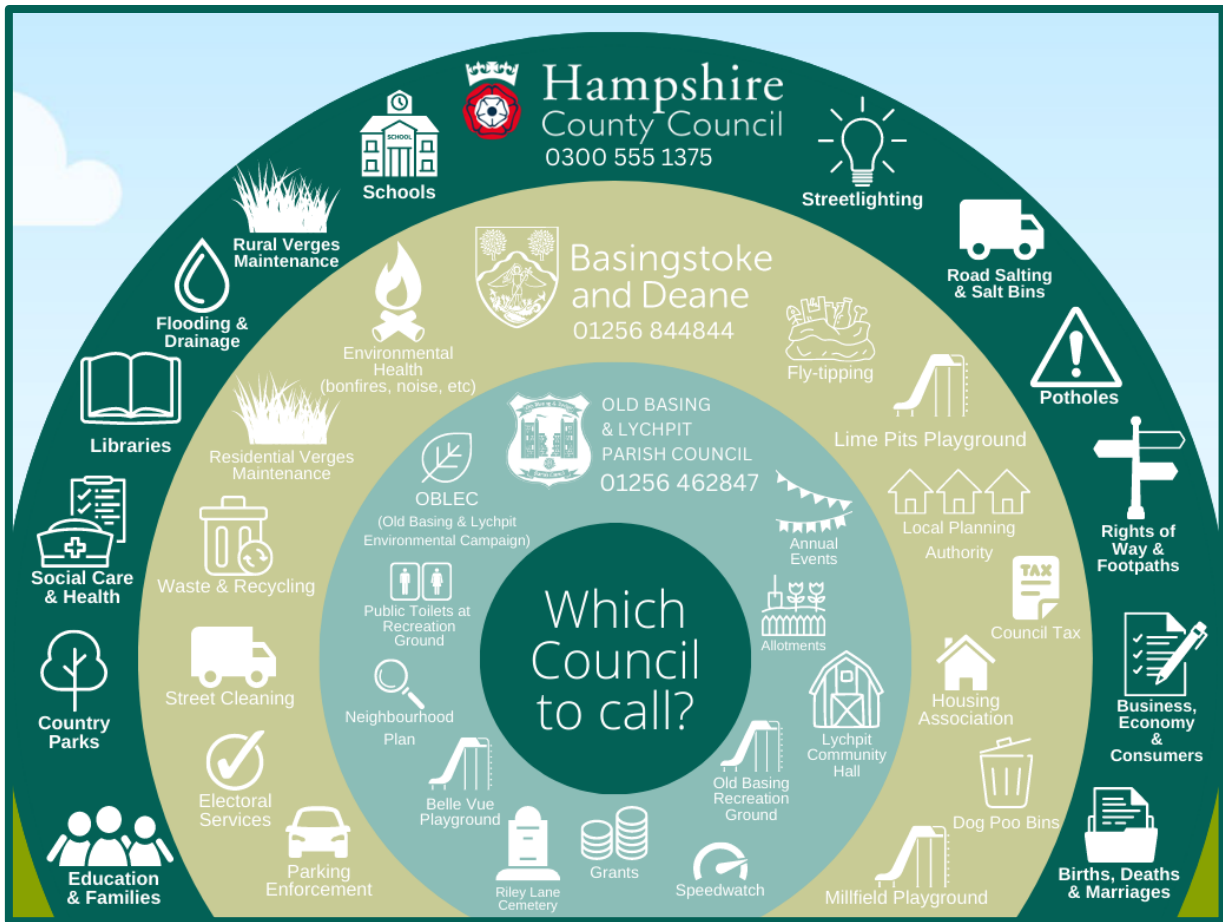 Hampshire
County Council
0300 555 1375
SCHOOL
Schools
Rural Verges
Maintenance
Flooding &
Drainage
Libraries
Social Care
& Health
Country
Parks
Education
& Families
Streetlighting
Road Salting
& Salt Bins
Potholes
Rights of
Way &
Footpaths
Business,
Economy
&
Consumers
Births, Deaths
& Marriages
Basingstoke
and Deane
01256 844844
Environmental
Health
(bonfires, noise, etc)
Residential Verges
Maintenance
Waste & Recycling
Street Cleaning
Electoral
Services
Parking
Enforcement
Fly-tipping
Lime Pits Playground
Local Planning
Authority
TAX
Council Tax
Housing
Association
Dog Poo Bins
Millfield Playground
OLD BASING
& LYCHPIT
PARISH COUNCIL
01256 462847
OBLEC
(Old Basing & Lychpit
Environmental Campaign)
Public Toilets at
Recreation
Ground
Neighbourhood
Plan
Belle Vue
Playground
Riley Lane
Cemetery
Grants
Speedwatch
Old Basing
Recreation
Ground
Lychpit
Community
Hall
Allotments
Annual
Events
Which
Council
to call?